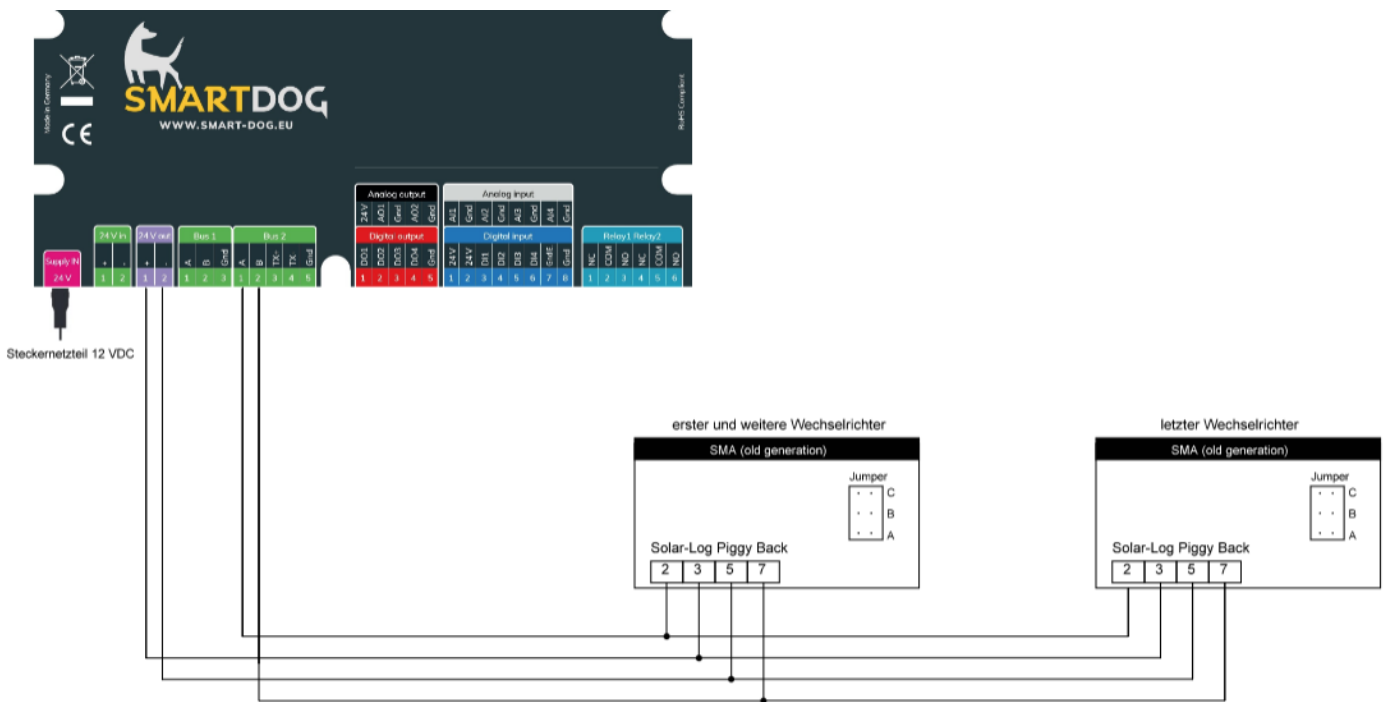 Made in Germany
CE
SMARTDOG
WWW.SMART-DOG.EU
RoHS Compliant
Analog output
Analog input
24V AO1 Gnd AO2 Gnd
AI1 Gnd AI2 Gnd AI3 Gnd AI4 Gnd
24V in
24V out
Bus 1
Bus 2
Digital output
Digital input
Relay1 Relay2
Supply IN
24 V
+ -
+ -
A B Gnd
A B TX- TX Gnd
DO1 DO2 DO3 DO4 Gnd
24V 24V DI1 DI2 DI3 DI4 Gnd
NC COM NO NC COM NO
1 2
1 2
1 2 3
1 2 3 4 5
1 2 3 4 5
1 2 3 4 5 6 7 8
1 2 3 4 5 6
Steckernetzteil 12 VDC
erster und weitere Wechselrichter
SMA (old generation)
Jumper
C
B
A
Solar-Log Piggy Back
2 3 5 7
letzter Wechselrichter
SMA (old generation)
Jumper
C
B
A
Solar-Log Piggy Back
2 3 5 7